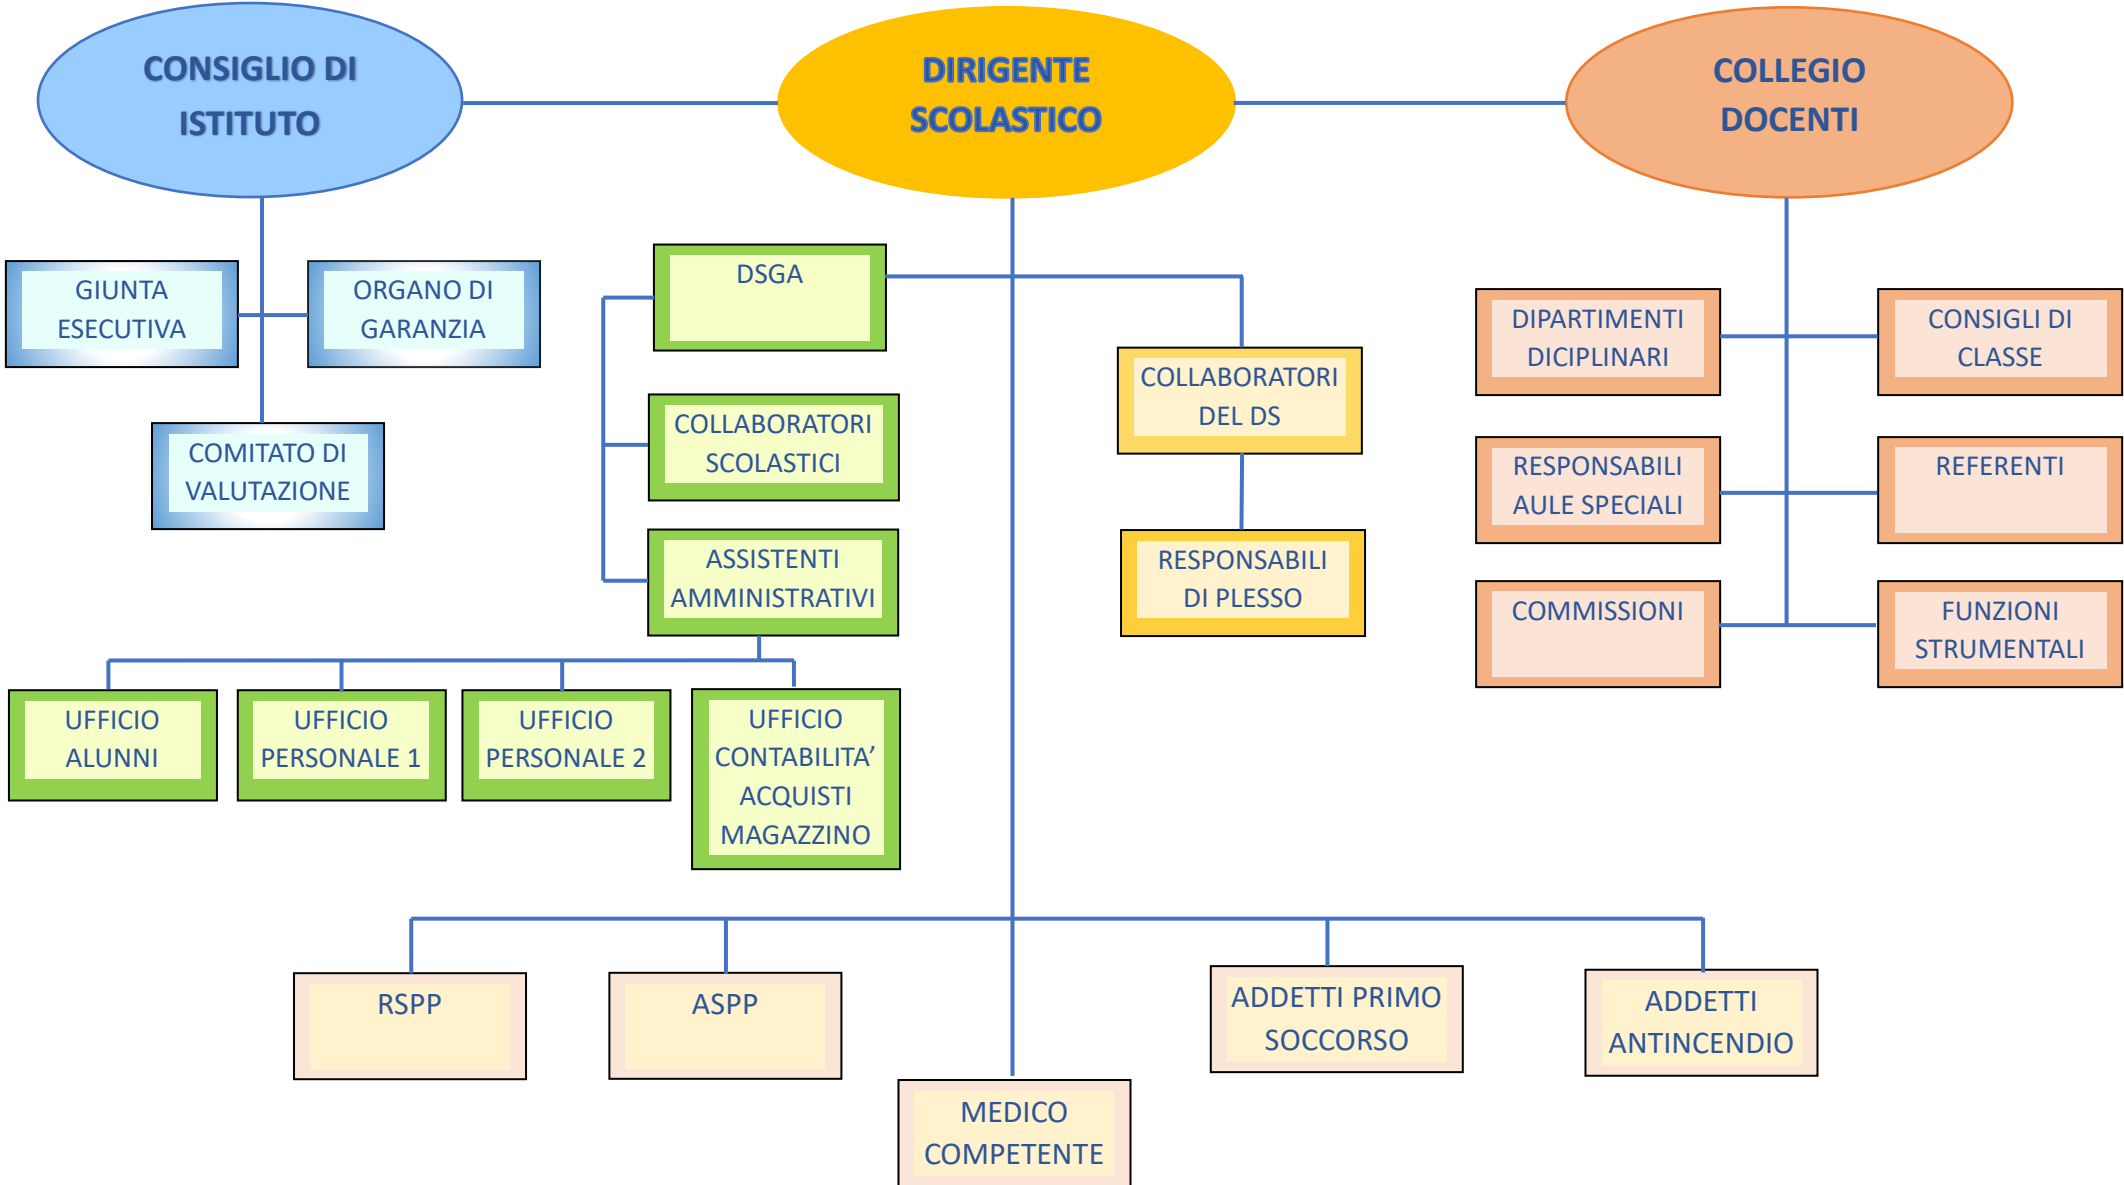 CONSIGLIO DI
ISTITUTO
DIRIGENTE
SCOLASTICO
COLLEGIO
DOCENTI
GIUNTA
ESECUTIVA
ORGANO DI
GARANZIA
COMITATO DI
VALUTAZIONE
DSGA
COLLABORATORI
SCOLASTICI
ASSISTENTI
AMMINISTRATIVI
COLLABORATORI
DEL DS
RESPONSABILI
DI PLESSO
DIPARTIMENTI
DICIPLINARI
CONSIGLI DI
CLASSE
RESPONSABILI
AULE SPECIALI
REFERENTI
COMMISSIONI
FUNZIONI
STRUMENTALI
UFFICIO
ALUNNI
UFFICIO
PERSONALE 1
UFFICIO
PERSONALE 2
UFFICIO
CONTABILITA’
ACQUISTI
MAGAZZINO
RSPP
ASPP
MEDICO
COMPETENTE
ADDETTI PRIMO
SOCCORSO
ADDETTI
ANTINCENDIO